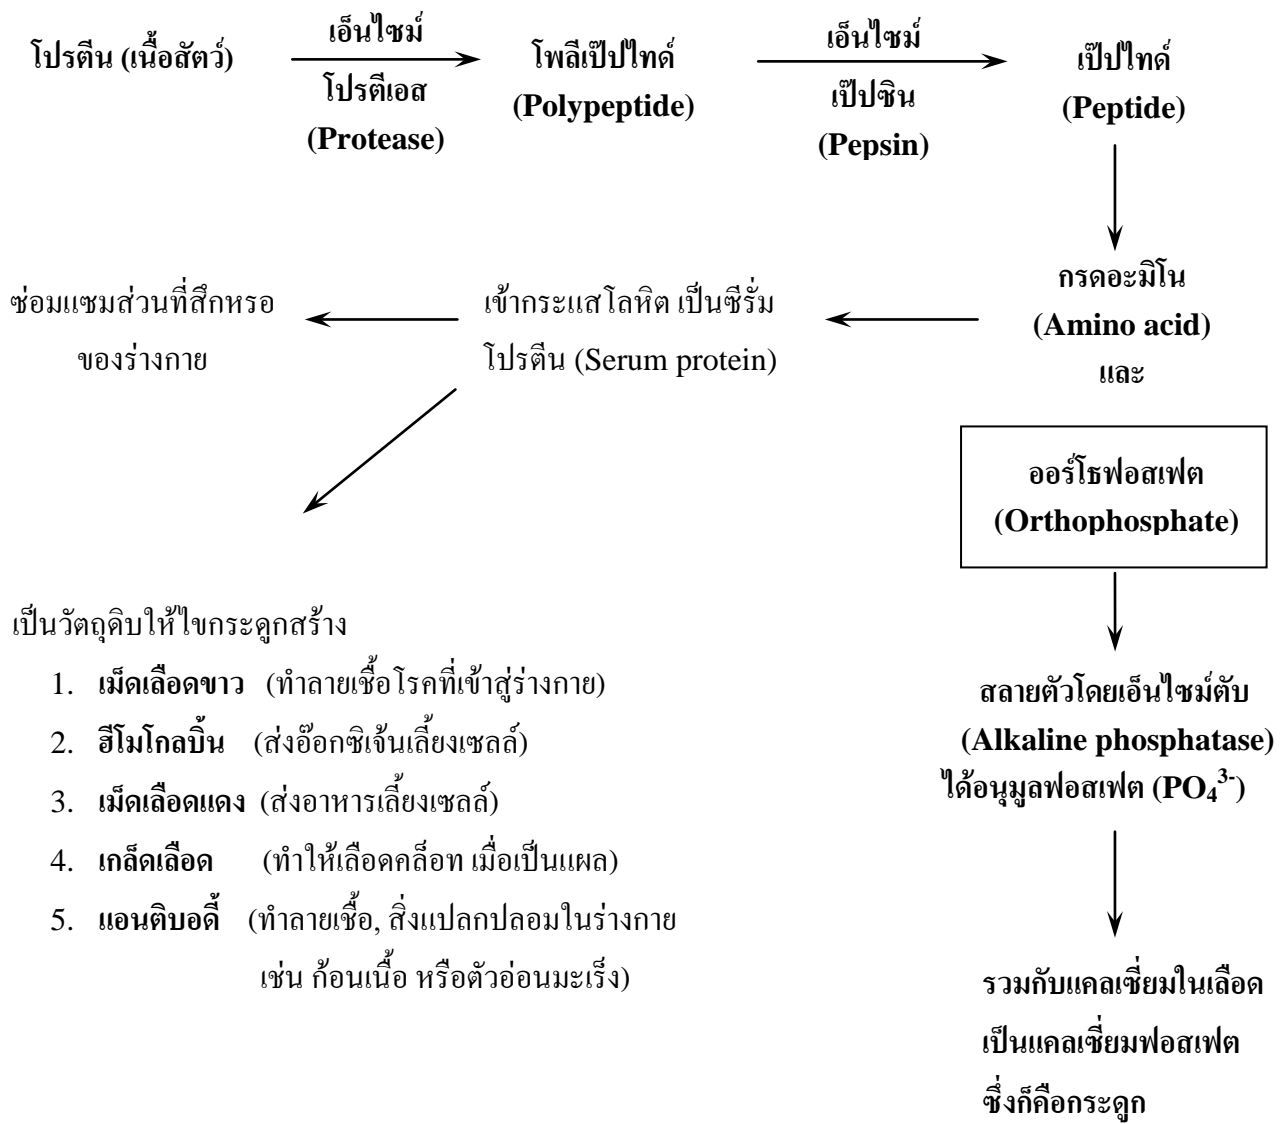 โปรตีน (เนื้อสัตว์)
เอ็นไซม์
โปรตีเอส
(Protease)
โพลีเป๊ปไทด์
(Polypeptide)
เอ็นไซม์
เป๊ปซิน
(Pepsin)
เป๊ปไทด์
(Peptide)
กรดอะมิโน
(Amino acid)
และ
เข้ากระแสโลหิต เป็นซีรั่ม
โปรตีน (Serum protein)
ซ่อมแซมส่วนที่สึกหรอ
ของร่างกาย
ออร์โธฟอสเฟต
(Orthophosphate)
สลายตัวโดยเอ็นไซม์ตับ
(Alkaline phosphatase)
ได้อนุมูลฟอสเฟต (PO₄³⁻)
รวมกับแคลเซี่ยมในเลือด
เป็นแคลเซี่ยมฟอสเฟต
ซึ่งก็คือกระดูก
เป็นวัตถุดิบให้ไขกระดูกสร้าง
1. เม็ดเลือดขาว (ทำลายเชื้อโรคที่เข้าสู่ร่างกาย)
2. ฮีโมโกลบิ้น (ส่งอ๊อกซิเจ้นเลี้ยงเซลล์)
3. เม็ดเลือดแดง (ส่งอาหารเลี้ยงเซลล์)
4. เกล็ดเลือด (ทำให้เลือดคล็อท เมื่อเป็นแผล)
5. แอนติบอดี้ (ทำลายเชื้อ, สิ่งแปลกปลอมในร่างกาย
เช่น ก้อนเนื้อ หรือตัวอ่อนมะเร็ง)